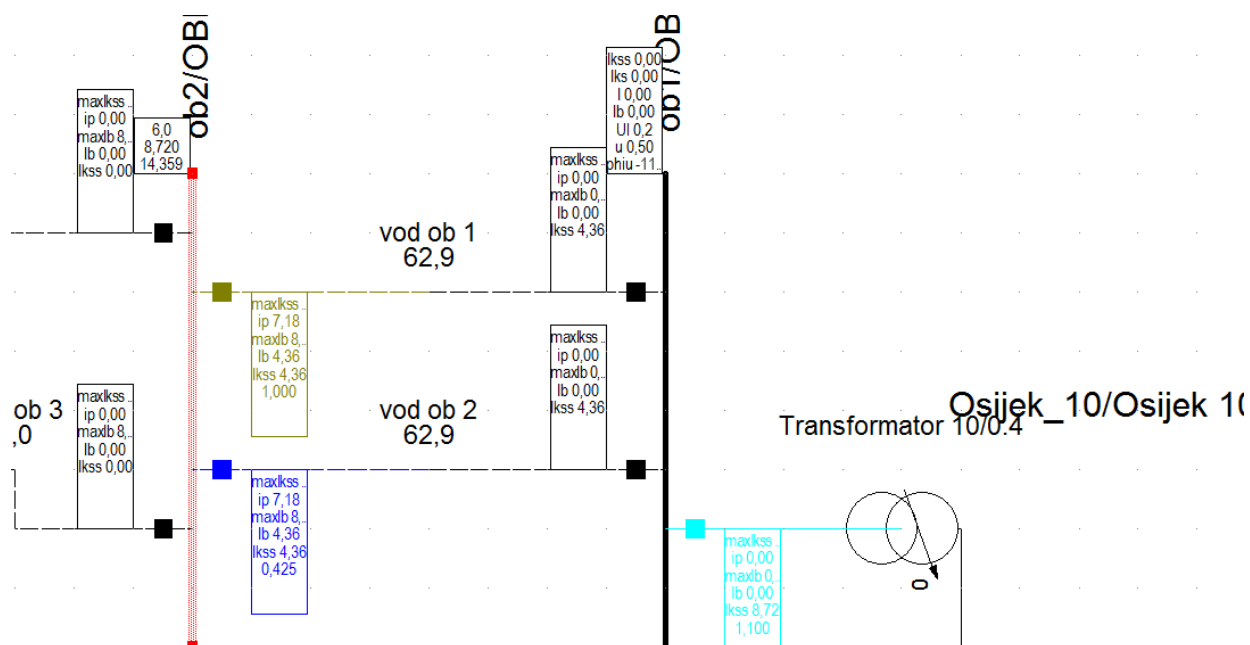 ob2/OBI
ob1/OB
maxIkss ..
ip 0,00
maxIb 8,..
Ib 0,00
Ikss 0,00
6,0
8,720
14,359
Ikss 0,00
Iks 0,00
I 0,00
Ib 0,00
Ul 0,2
u 0,50
phiu -11..
maxIkss ..
ip 0,00
maxIb 0,..
Ib 0,00
Ikss 4,36
vod ob 1
62,9
maxIkss ..
ip 7,18
maxIb 8,..
Ib 4,36
Ikss 4,36
1,000
maxIkss ..
ip 0,00
maxIb 0,..
Ib 0,00
Ikss 4,36
ob 3
,0
maxIkss ..
ip 0,00
maxIb 8,..
Ib 0,00
Ikss 0,00
vod ob 2
62,9
Osijek_10/Osijek 10
Transformator 10/0.4
maxIkss ..
ip 7,18
maxIb 8,..
Ib 4,36
Ikss 4,36
0,425
maxIkss ..
ip 0,00
maxIb 0,..
Ib 0,00
Ikss 8,72
1,100
0